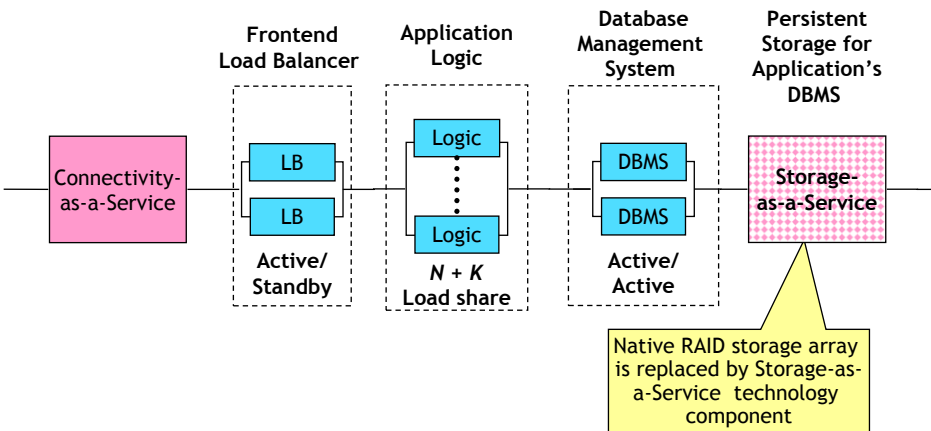 Frontend
Load Balancer
Application
Logic
Database
Management
System
Persistent
Storage for
Application’s
DBMS
Connectivity-
as-a-Service
LB
LB
Active/
Standby
Logic
Logic
N + K
Load share
DBMS
DBMS
Active/
Active
Storage-
as-a-Service
Native RAID storage array
is replaced by Storage-as-
a-Service technology
component